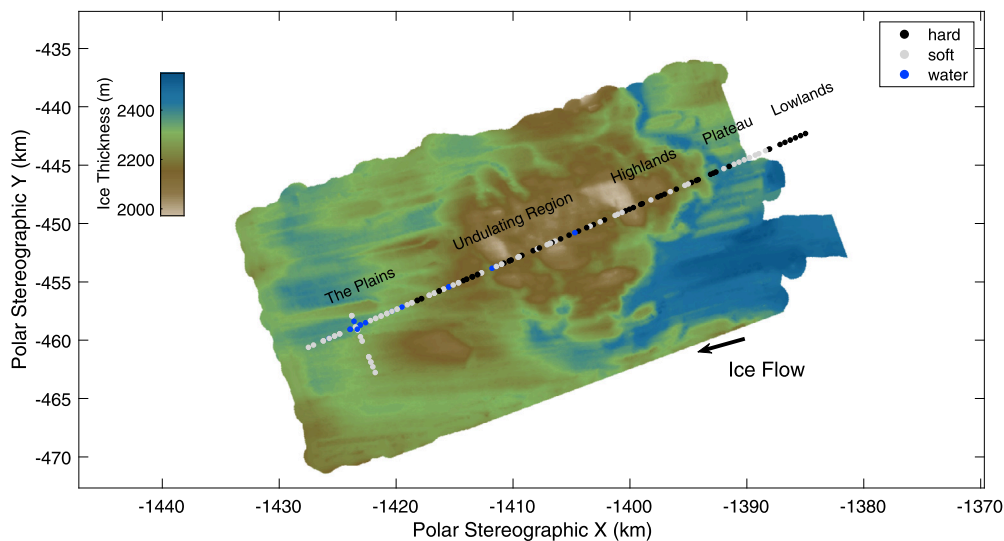 -435
-440
-445
-450
-455
-460
-465
-470
Polar Stereographic Y (km)
-1440
-1430
-1420
-1410
-1400
-1390
-1380
-1370
Polar Stereographic X (km)
Ice Thickness (m)
2400
2200
2000
hard
soft
water
Lowlands
Plateau
Highlands
Undulating Region
The Plains
Ice Flow